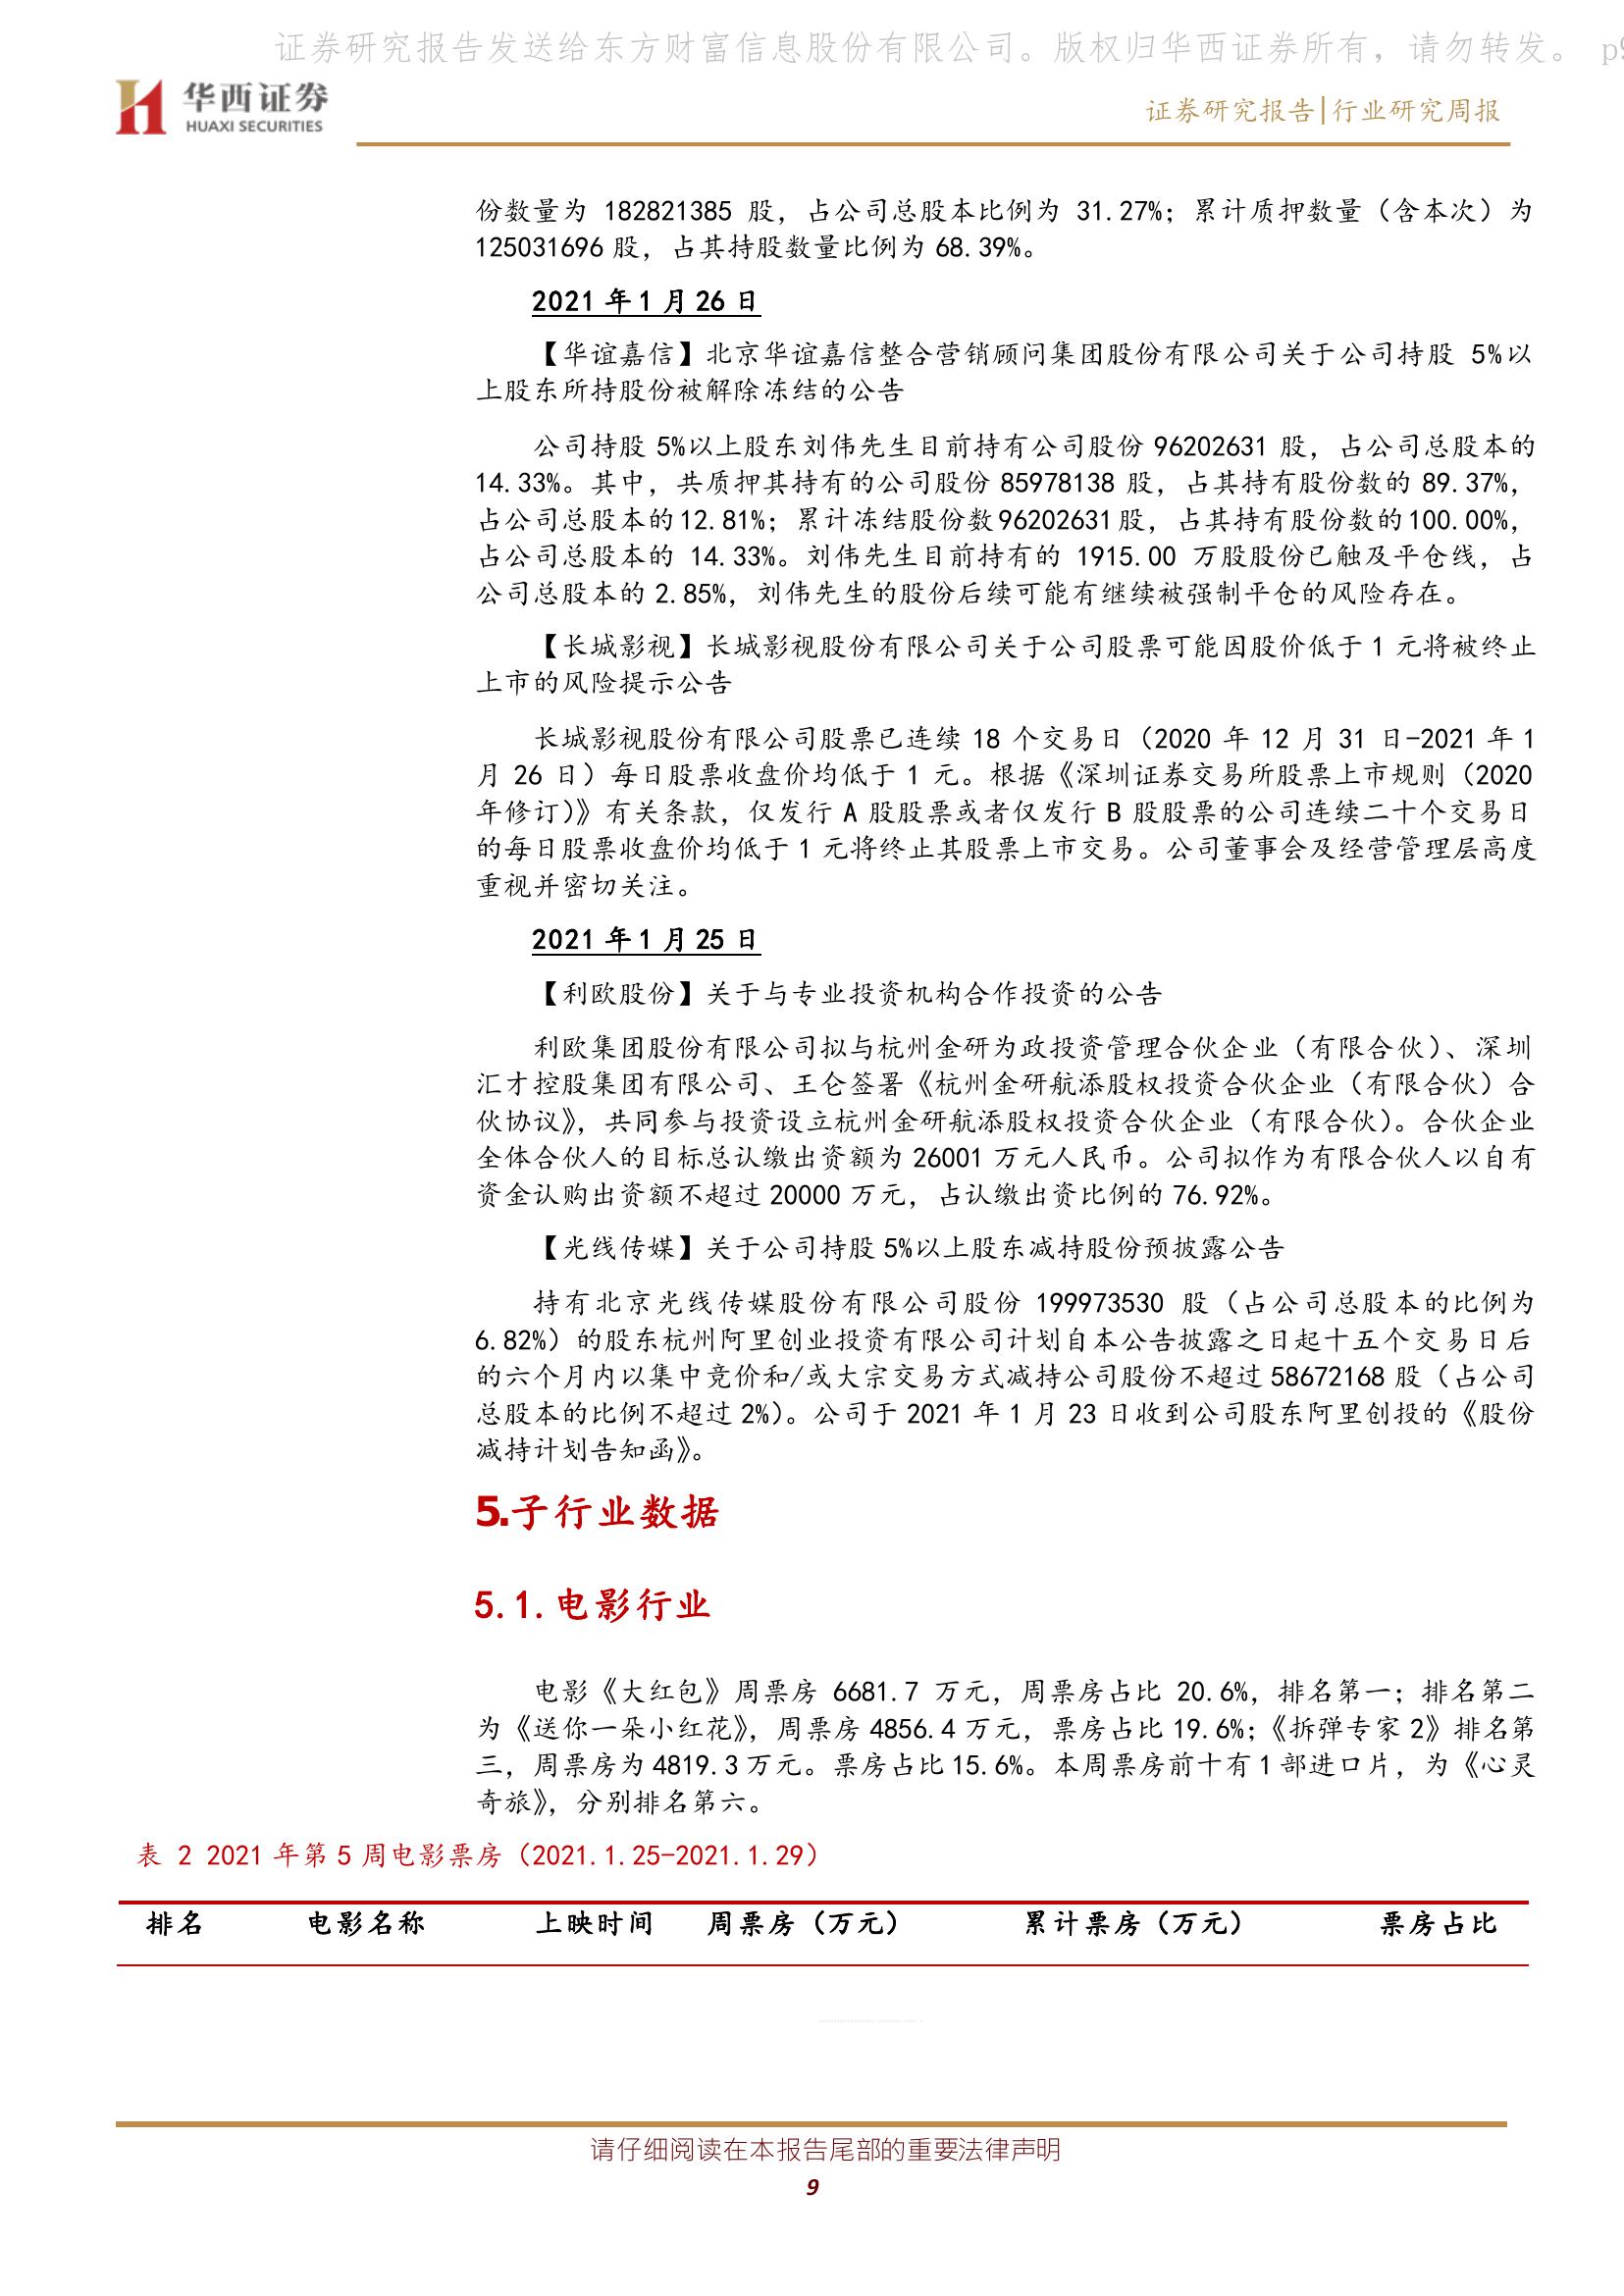 证券研究报告发送给东方财富信息股份有限公司。版权归华西证券所有，请勿转发。 p9
华西证券
HUAXI SECURITIES
证券研究报告|行业研究周报
份数量为 182821385 股，占公司总股本比例为 31.27%；累计质押数量（含本次）为
125031696 股，占其持股数量比例为 68.39%。
2021 年 1 月 26 日
【华谊嘉信】北京华谊嘉信整合营销顾问集团股份有限公司关于公司持股 5%以
上股东所持股份被解除冻结的公告
公司持股 5%以上股东刘伟先生目前持有公司股份 96202631 股，占公司总股本的
14.33%。其中，共质押其持有的公司股份 85978138 股，占其持有股份数的 89.37%，
占公司总股本的 12.81%；累计冻结股份数 96202631 股，占其持有股份数的 100.00%，
占公司总股本的 14.33%。刘伟先生目前持有的 1915.00 万股股份已触及平仓线，占
公司总股本的 2.85%，刘伟先生的股份后续可能有继续被强制平仓的风险存在。
【长城影视】长城影视股份有限公司关于公司股票可能因股价低于 1 元将被终止
上市的风险提示公告
长城影视股份有限公司股票已连续 18 个交易日（2020 年 12 月 31 日-2021 年 1
月 26 日）每日股票收盘价均低于 1 元。根据《深圳证券交易所股票上市规则（2020
年修订）》有关条款，仅发行 A 股股票或者仅发行 B 股股票的公司连续二十个交易日
的每日股票收盘价均低于 1 元将终止其股票上市交易。公司董事会及经营管理层高度
重视并密切关注。
2021 年 1 月 25 日
【利欧股份】关于与专业投资机构合作投资的公告
利欧集团股份有限公司拟与杭州金研为政投资管理合伙企业（有限合伙）、深圳
汇才控股集团有限公司、王仑签署《杭州金研航添股权投资合伙企业（有限合伙）合
伙协议》，共同参与投资设立杭州金研航添股权投资合伙企业（有限合伙）。合伙企业
全体合伙人的目标总认缴出资额为 26001 万元人民币。公司拟作为有限合伙人以自有
资金认购出资额不超过 20000 万元，占认缴出资比例的 76.92%。
【光线传媒】关于公司持股 5%以上股东减持股份预披露公告
持有北京光线传媒股份有限公司股份 199973530 股（占公司总股本的比例为
6.82%）的股东杭州阿里创业投资有限公司计划自本公告披露之日起十五个交易日后
的六个月内以集中竞价和/或大宗交易方式减持公司股份不超过 58672168 股（占公司
总股本的比例不超过 2%）。公司于 2021 年 1 月 23 日收到公司股东阿里创投的《股份
减持计划告知函》。
5.子行业数据
5.1.电影行业
电影《大红包》周票房 6681.7 万元，周票房占比 20.6%，排名第一；排名第二
为《送你一朵小红花》，周票房 4856.4 万元，票房占比 19.6%；《拆弹专家 2》排名第
三，周票房为 4819.3 万元。票房占比 15.6%。本周票房前十有 1 部进口片，为《心灵
奇旅》，分别排名第六。
表 2 2021 年第 5 周电影票房（2021.1.25-2021.1.29）
排名 电影名称 上映时间 周票房（万元） 累计票房（万元） 票房占比
请仔细阅读在本报告尾部的重要法律声明
9